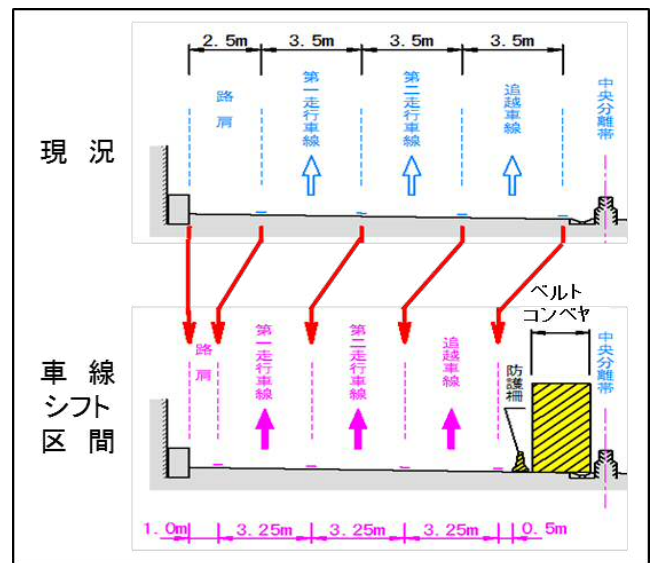 2.5m 3.5m 3.5m 3.5m
路肩
第一走行車線
第二走行車線
追越車線
中央分離帯
現 況
ベルト
コンベヤ
路肩
第一走行車線
第二走行車線
追越車線
防護柵
中央分離帯
車 線
シフト
区 間
1.0m 3.25m 3.25m 3.25m 0.5m